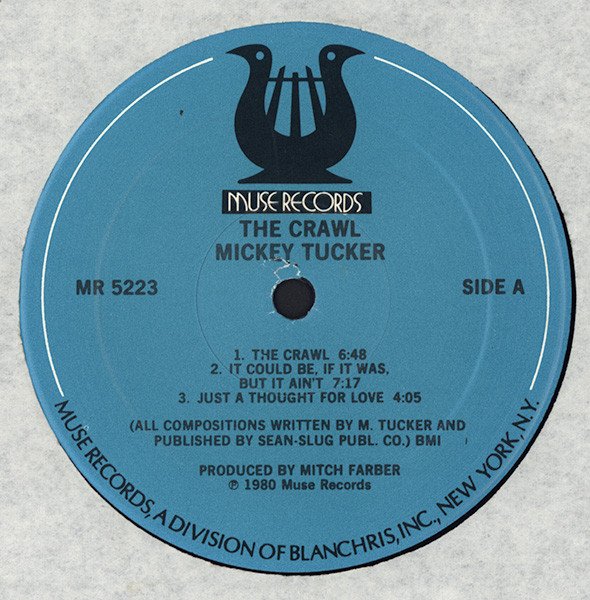 MUSE RECORDS
THE CRAWL
MICKEY TUCKER
MR 5223
SIDE A
1. THE CRAWL 6:48
2. IT COULD BE, IF IT WAS,
BUT IT AIN'T 7:17
3. JUST A THOUGHT FOR LOVE 4:05
(ALL COMPOSITIONS WRITTEN BY M. TUCKER AND
PUBLISHED BY SEAN-SLUG PUBL. CO.) BMI
PRODUCED BY MITCH FARBER
℗ 1980 Muse Records
MUSE RECORDS, A DIVISION OF BLANCHRIS, INC., NEW YORK, N.Y.